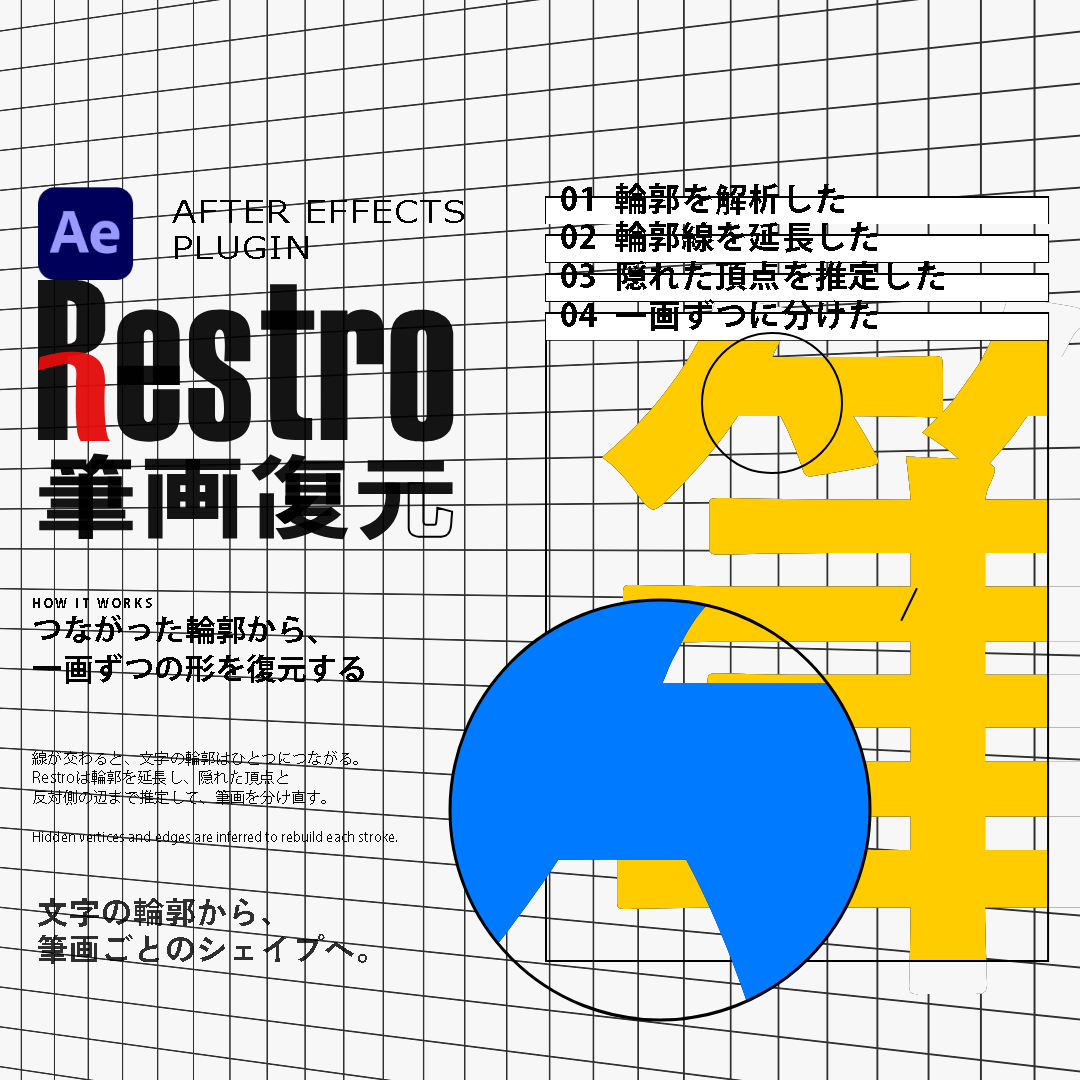 Ae
AFTER EFFECTS
PLUGIN
Restro
筆画復元
01 輪郭を解析した
02 輪郭線を延長した
03 隠れた頂点を推定した
04 一画ずつに分けた
筆
HOW IT WORKS
つながった輪郭から、
一画ずつの形を復元する
線が交わると、文字の輪郭はひとつにつながる。
Restroは輪郭を延長し、隠れた頂点と
反対側の辺まで推定して、筆画を分け直す。
Hidden vertices and edges are inferred to rebuild each stroke.
文字の輪郭から、
筆画ごとのシェイプへ。